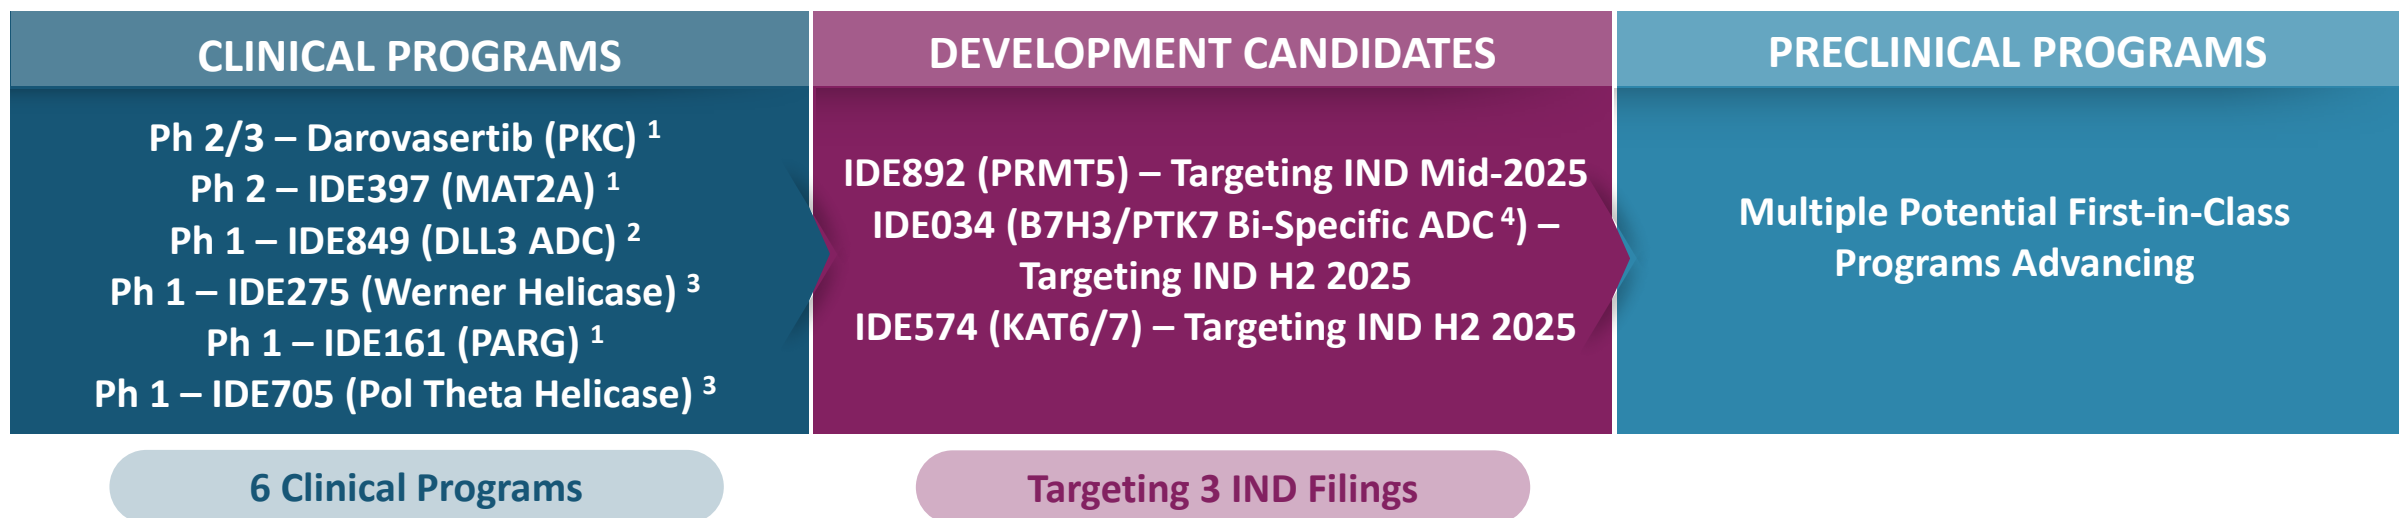 CLINICAL PROGRAMS
Ph 2/3 – Darovasertib (PKC) 1
Ph 2 – IDE397 (MAT2A) 1
Ph 1 – IDE849 (DLL3 ADC) 2
Ph 1 – IDE275 (Werner Helicase) 3
Ph 1 – IDE161 (PARG) 1
Ph 1 – IDE705 (Pol Theta Helicase) 3
6 Clinical Programs
DEVELOPMENT CANDIDATES
IDE892 (PRMT5) – Targeting IND Mid-2025
IDE034 (B7H3/PTK7 Bi-Specific ADC 4) –
Targeting IND H2 2025
IDE574 (KAT6/7) – Targeting IND H2 2025
Targeting 3 IND Filings
PRECLINICAL PROGRAMS
Multiple Potential First-in-Class
Programs Advancing